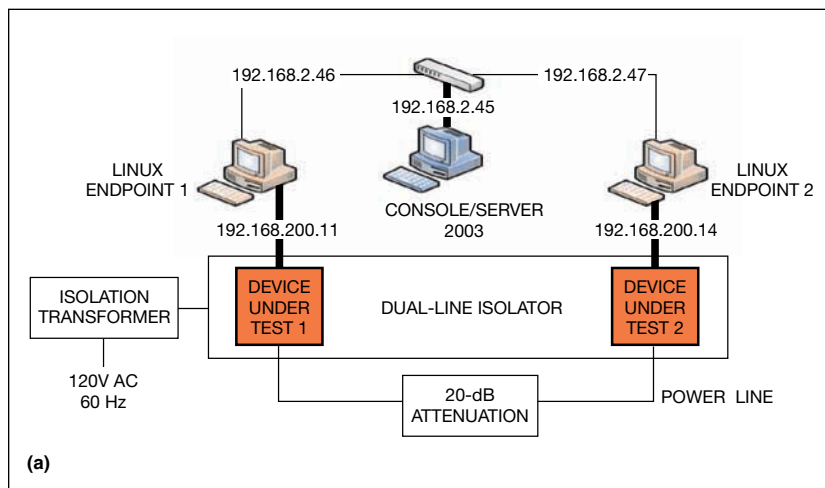 192.168.2.46
192.168.2.47
192.168.2.45
LINUX
ENDPOINT 1
LINUX
ENDPOINT 2
CONSOLE/SERVER
2003
192.168.200.11
192.168.200.14
ISOLATION
TRANSFORMER
DEVICE
UNDER
TEST 1
DUAL-LINE ISOLATOR
DEVICE
UNDER
TEST 2
120V AC
60 Hz
20-dB
ATTENUATION
POWER LINE
(a)